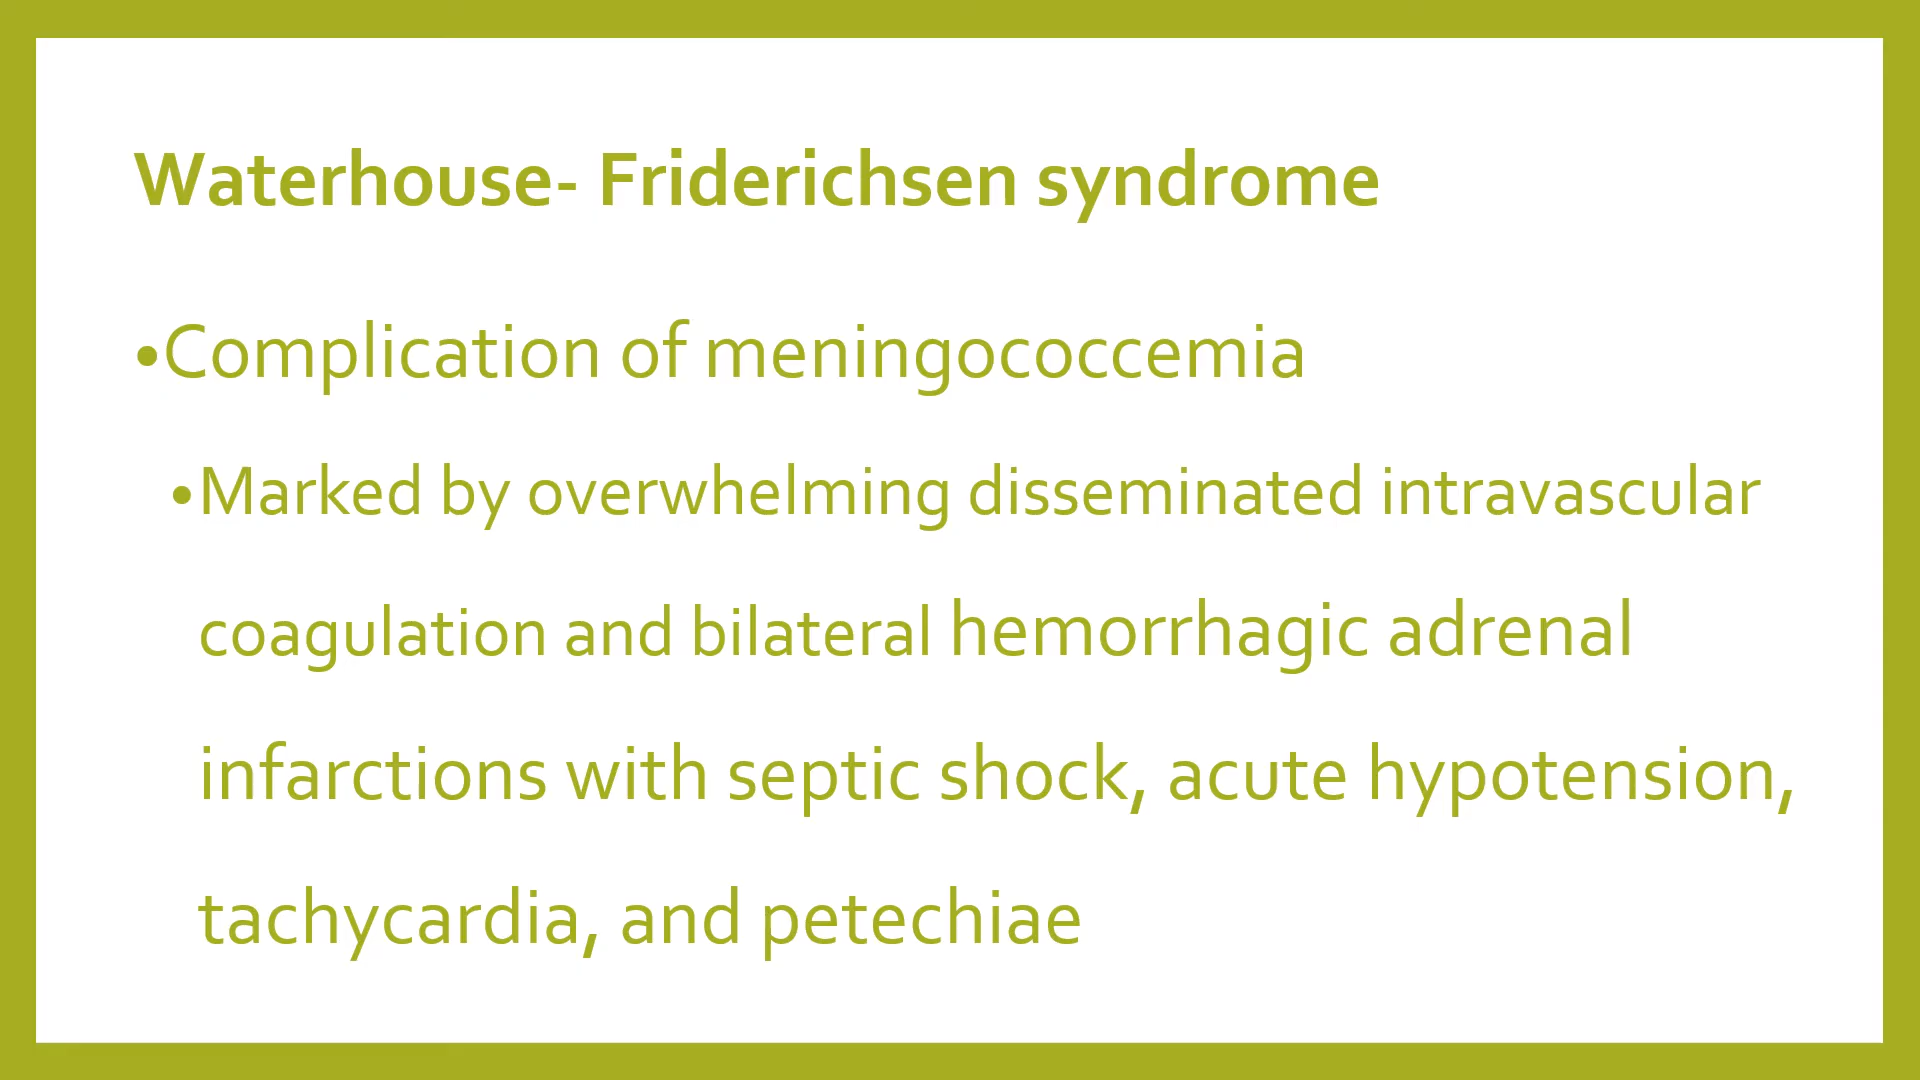 Waterhouse- Friderichsen syndrome
•Complication of meningococcemia
•Marked by overwhelming disseminated intravascular
coagulation and bilateral hemorrhagic adrenal
infarctions with septic shock, acute hypotension,
tachycardia, and petechiae